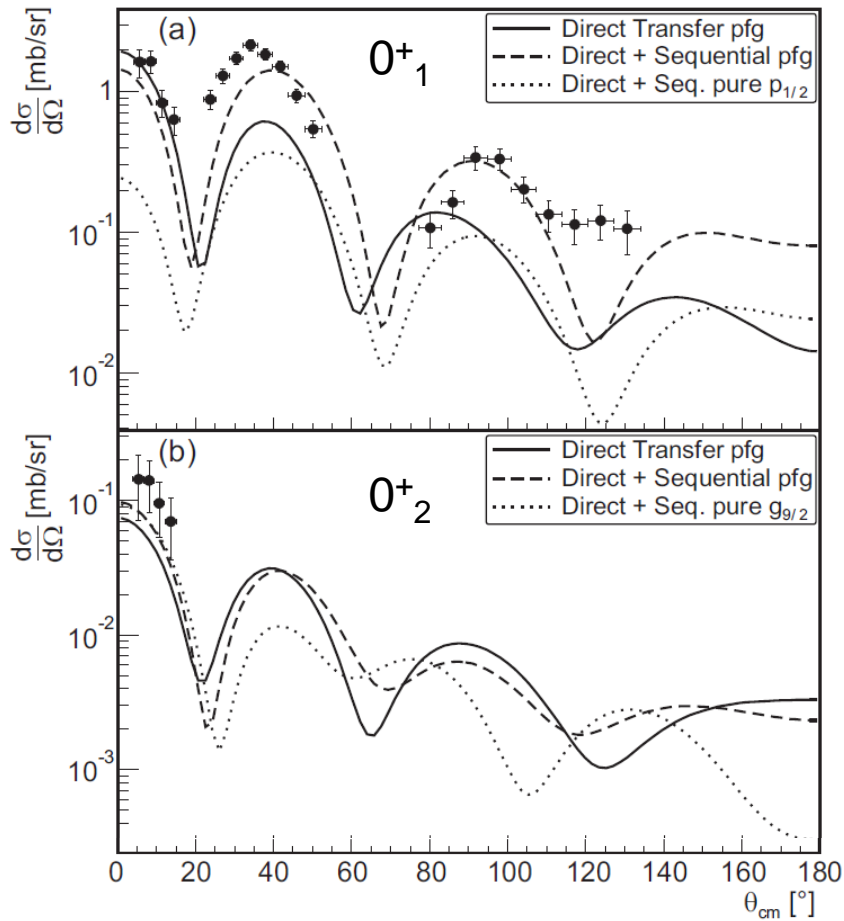 (a)
0⁺₁
Direct Transfer pfg
Direct + Sequential pfg
Direct + Seq. pure p₁/₂
dσ/dΩ [mb/sr]
1
10⁻¹
10⁻²
(b)
0⁺₂
Direct Transfer pfg
Direct + Sequential pfg
Direct + Seq. pure g₉/₂
dσ/dΩ [mb/sr]
10⁻¹
10⁻²
10⁻³
0 20 40 60 80 100 120 140 160 180
θcm [°]